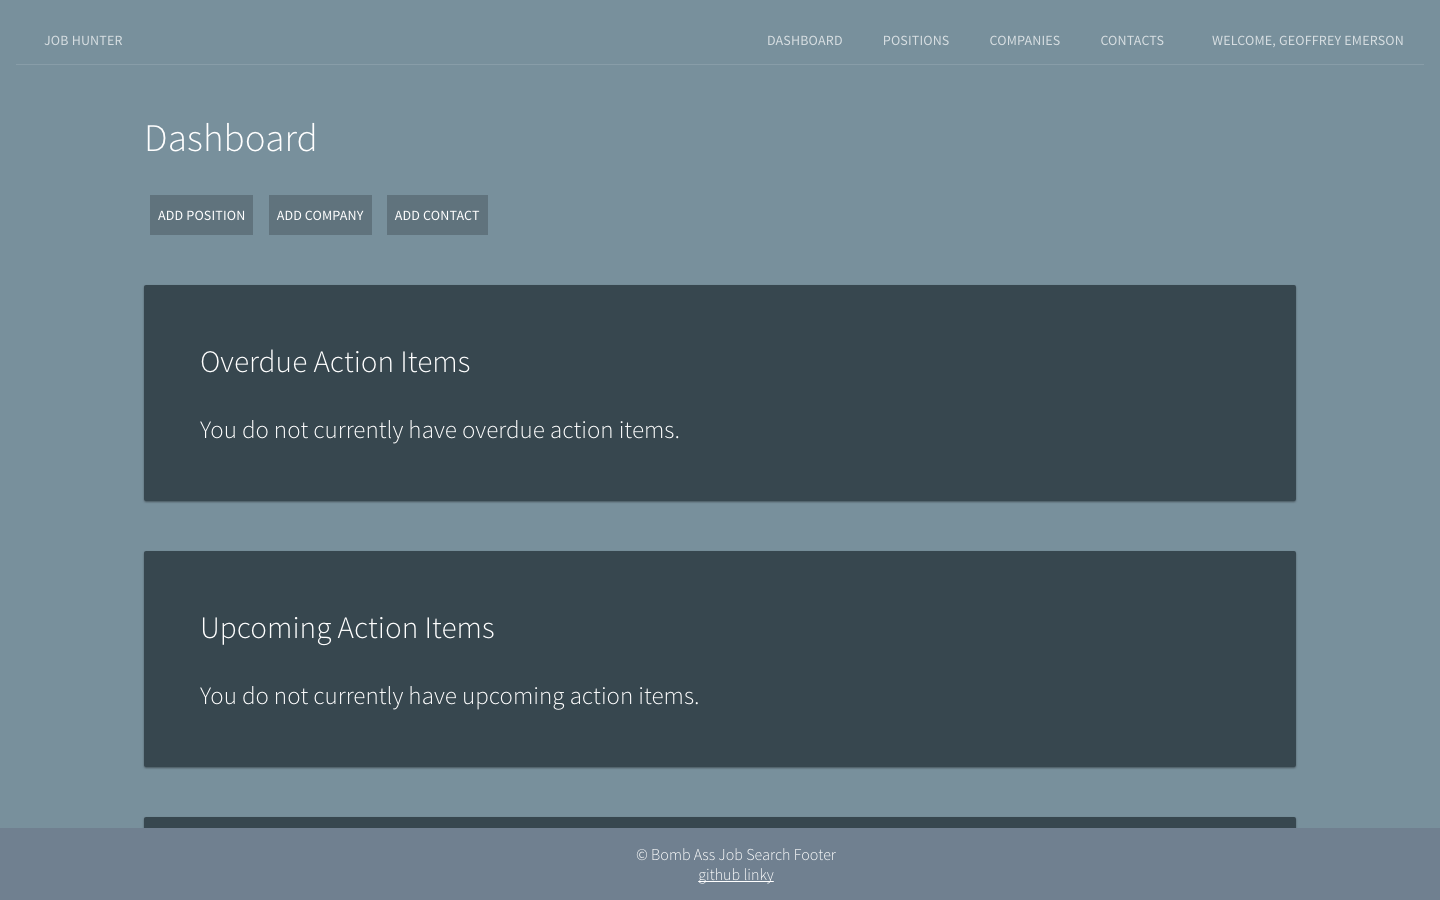 JOB HUNTER DASHBOARD POSITIONS COMPANIES CONTACTS WELCOME, GEOFFREY EMERSON
Dashboard
ADD POSITION ADD COMPANY ADD CONTACT
Overdue Action Items
You do not currently have overdue action items.
Upcoming Action Items
You do not currently have upcoming action items.
© Bomb Ass Job Search Footer
github linky